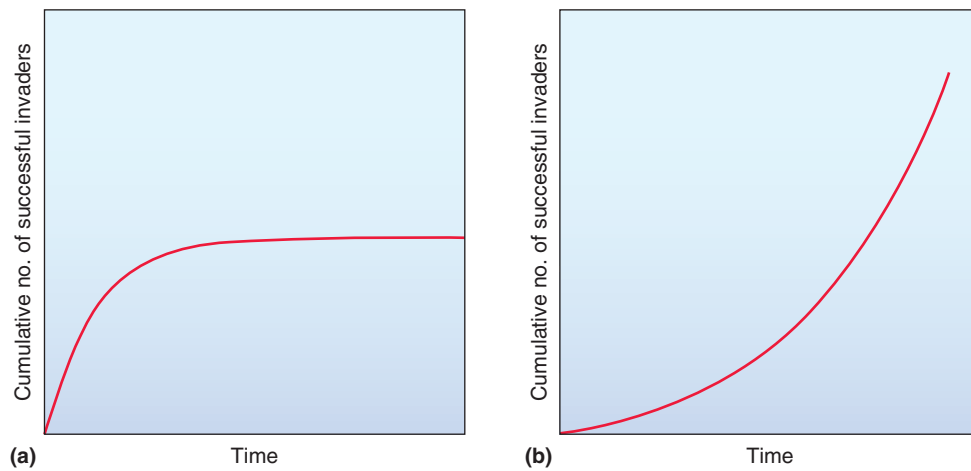 Cumulative no. of successful invaders
(a)
Time
Cumulative no. of successful invaders
(b)
Time